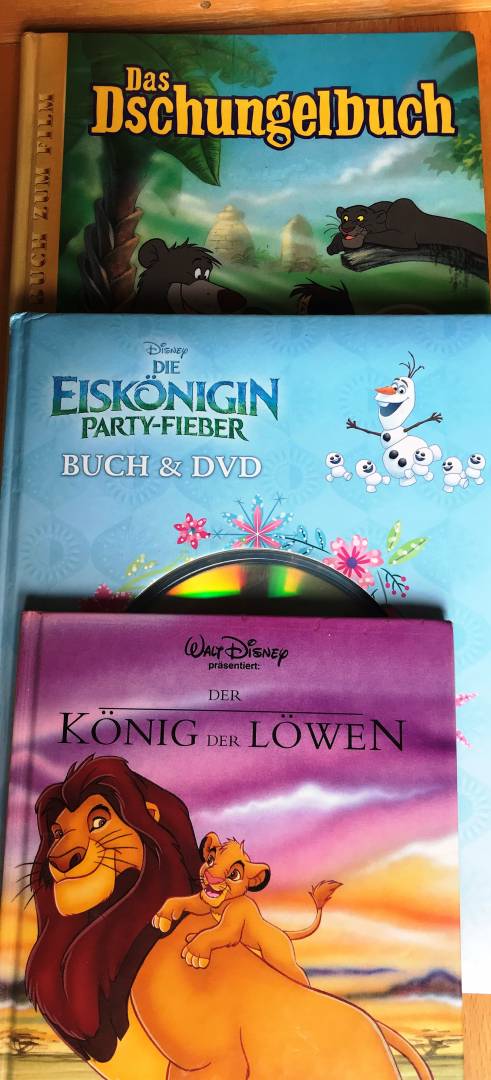 Das
Dschungelbuch
BUCH ZUM FILM
Disney
DIE
EISKÖNIGIN
PARTY-FIEBER
BUCH & DVD
WALT DISNEY
präsentiert:
DER
KÖNIG DER LÖWEN